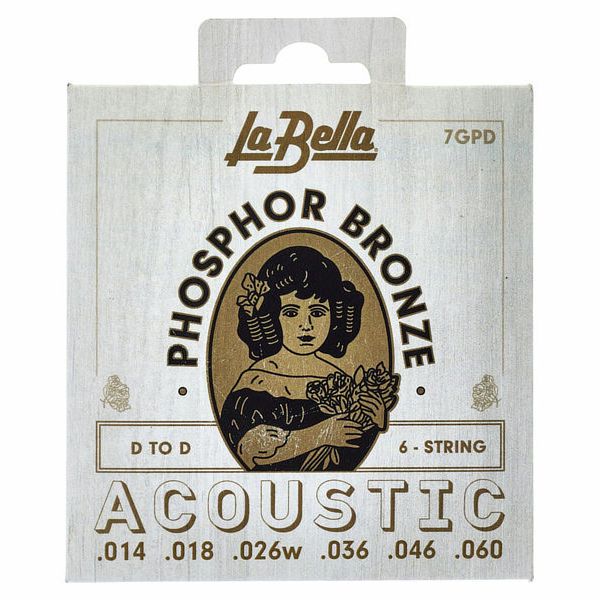 La Bella
7GPD
PHOSPHOR BRONZE
D TO D
6 - STRING
ACOUSTIC
.014 .018 .026w .036 .046 .060